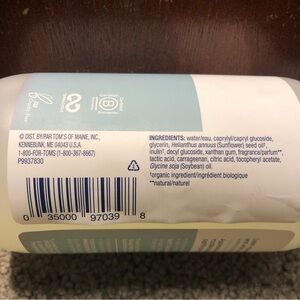 © DIST. BY/PAR TOM'S OF MAINE, INC.,
KENNEBUNK, ME 04043 U.S.A.
1-800-FOR-TOMS (1-800-367-8667)
P9937830
INGREDIENTS: water/eau, caprylyl/capryl glucoside,
glycerin, Helianthus annuus (Sunflower) seed oil†,
inulin†, decyl glucoside, xanthan gum, fragrance/parfum**,
lactic acid, carrageenan, citric acid, tocopheryl acetate,
Glycine soja (Soybean) oil.
†organic ingredient/ingrédient biologique
**natural/naturel
0 35000 97039 8